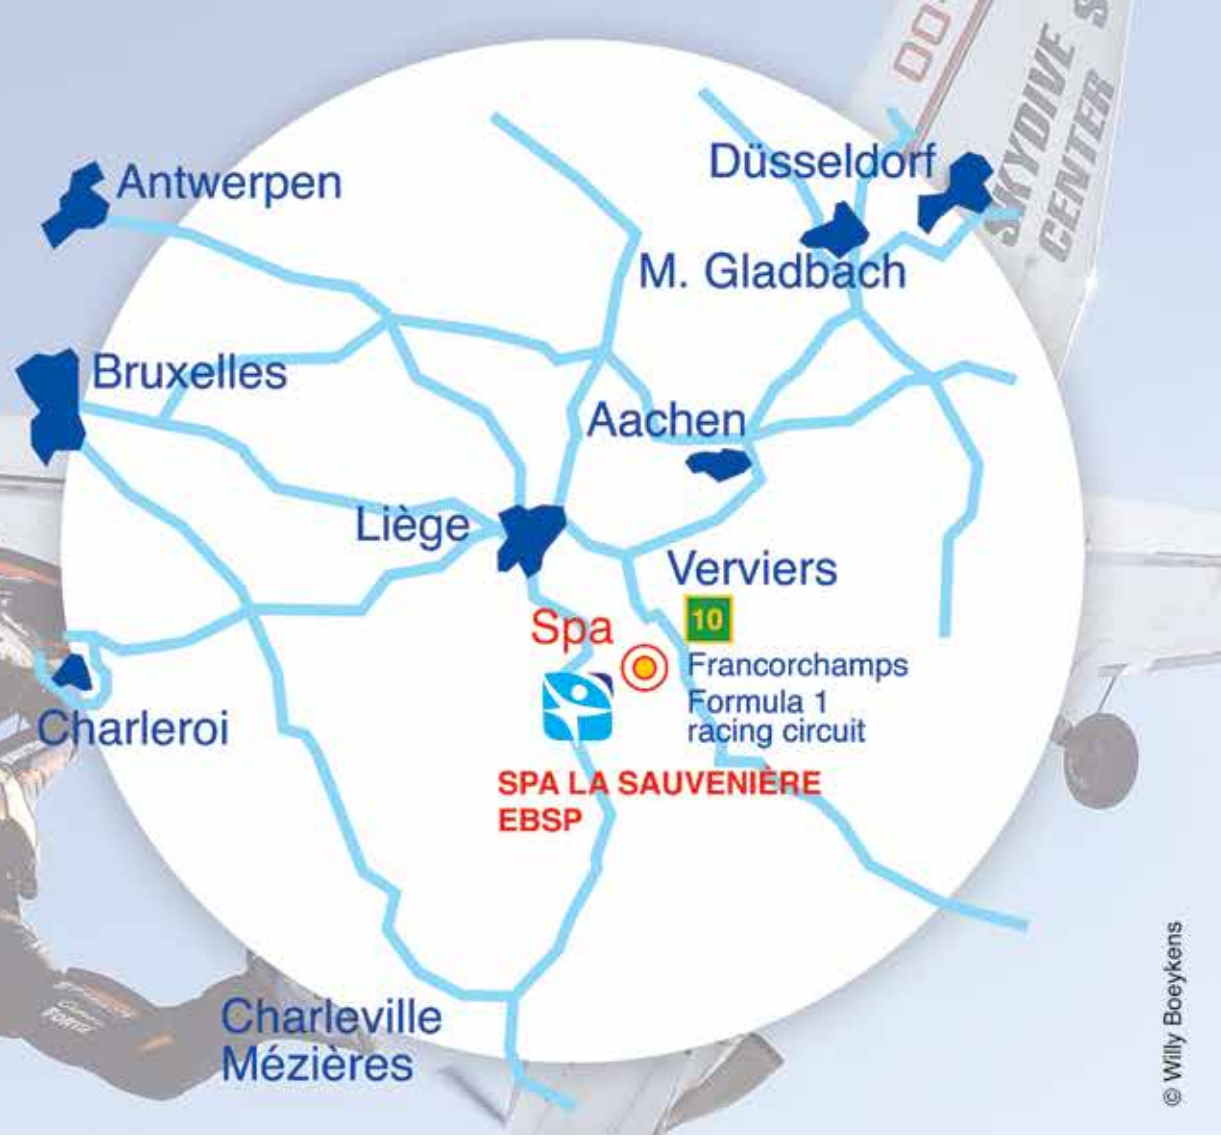 SKYDIVE S
CENTER
Antwerpen
Düsseldorf
M. Gladbach
Bruxelles
Aachen
Liège
Verviers
10
Spa
Francorchamps
Formula 1
racing circuit
Charleroi
SPA LA SAUVENIÈRE
EBSP
Charleville
Mézières
© Willy Boeykens